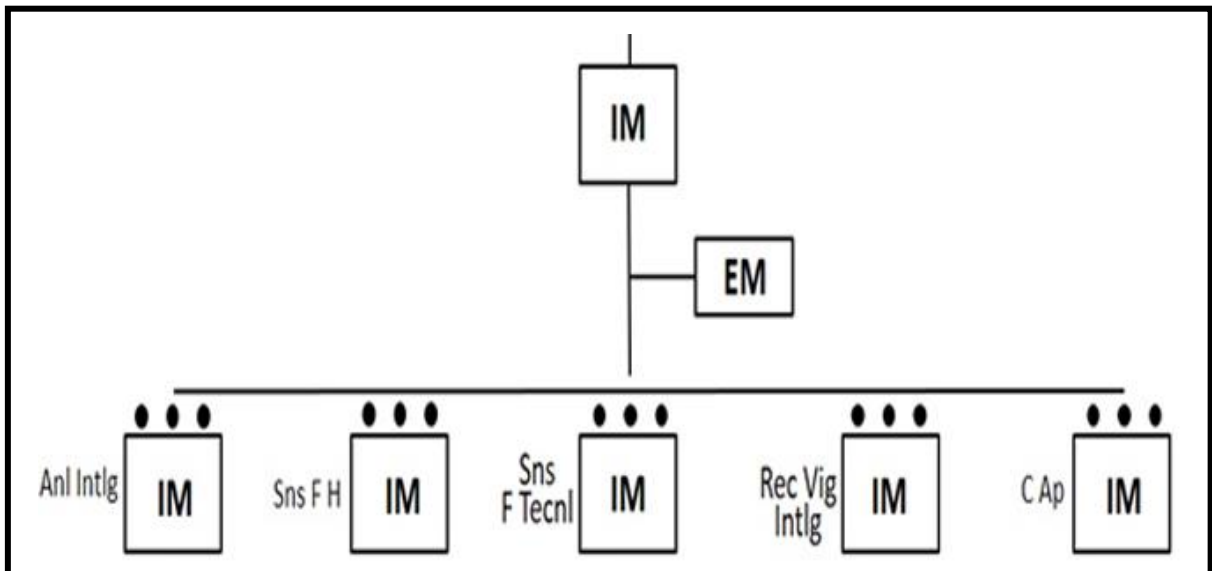 IM
EM
Anl Intlg
IM
Sns F H
IM
Sns
F Tecnl
IM
Rec Vig
Intlg
IM
C Ap
IM